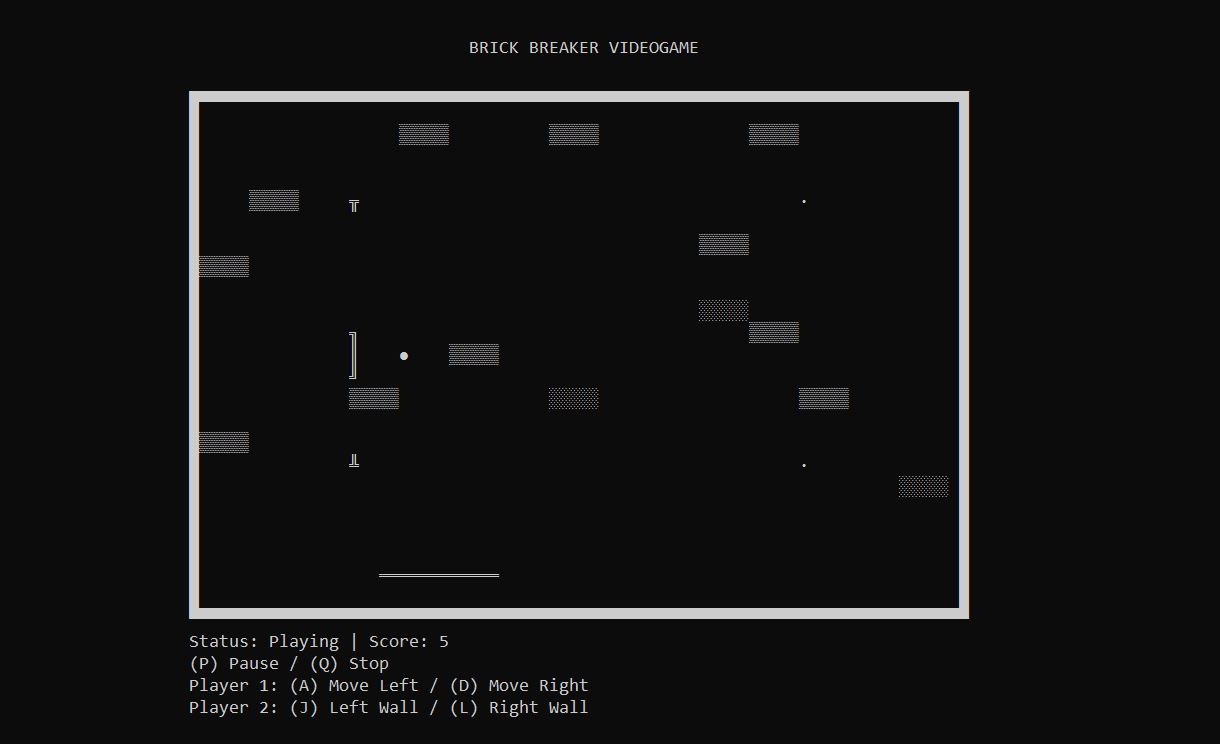 BRICK BREAKER VIDEOGAME
Status: Playing | Score: 5
(P) Pause / (Q) Stop
Player 1: (A) Move Left / (D) Move Right
Player 2: (J) Left Wall / (L) Right Wall